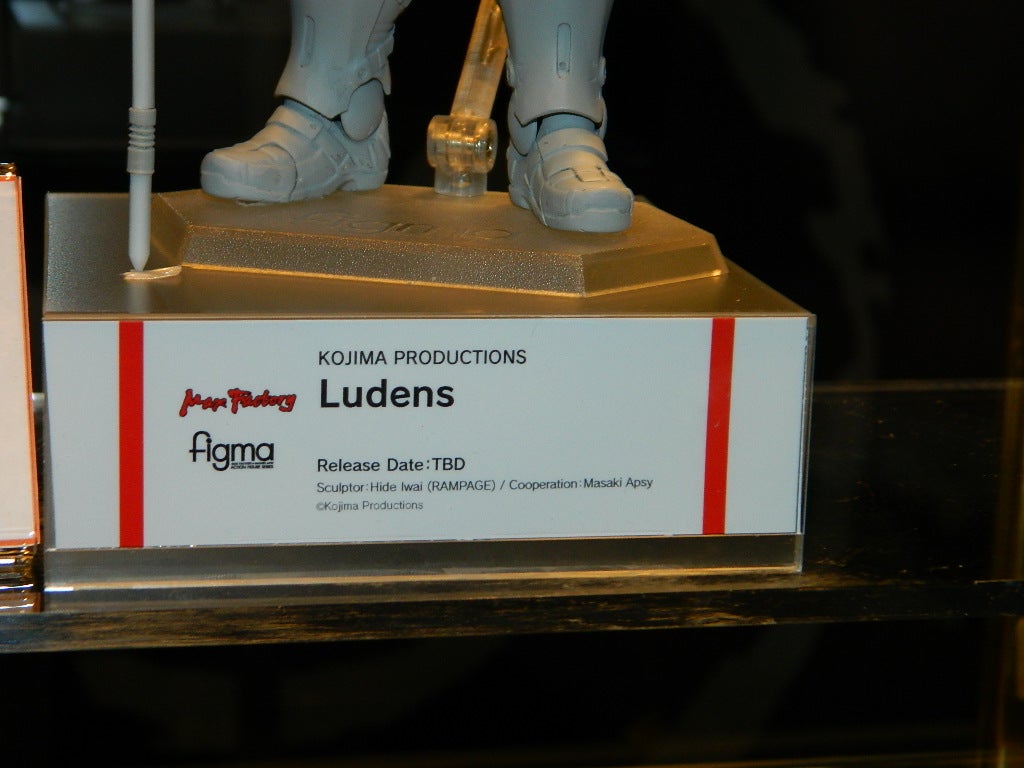 KOJIMA PRODUCTIONS
Max Factory
Ludens
figma
Release Date:TBD
Sculptor:Hide Iwai (RAMPAGE) / Cooperation:Masaki Apsy
©Kojima Productions